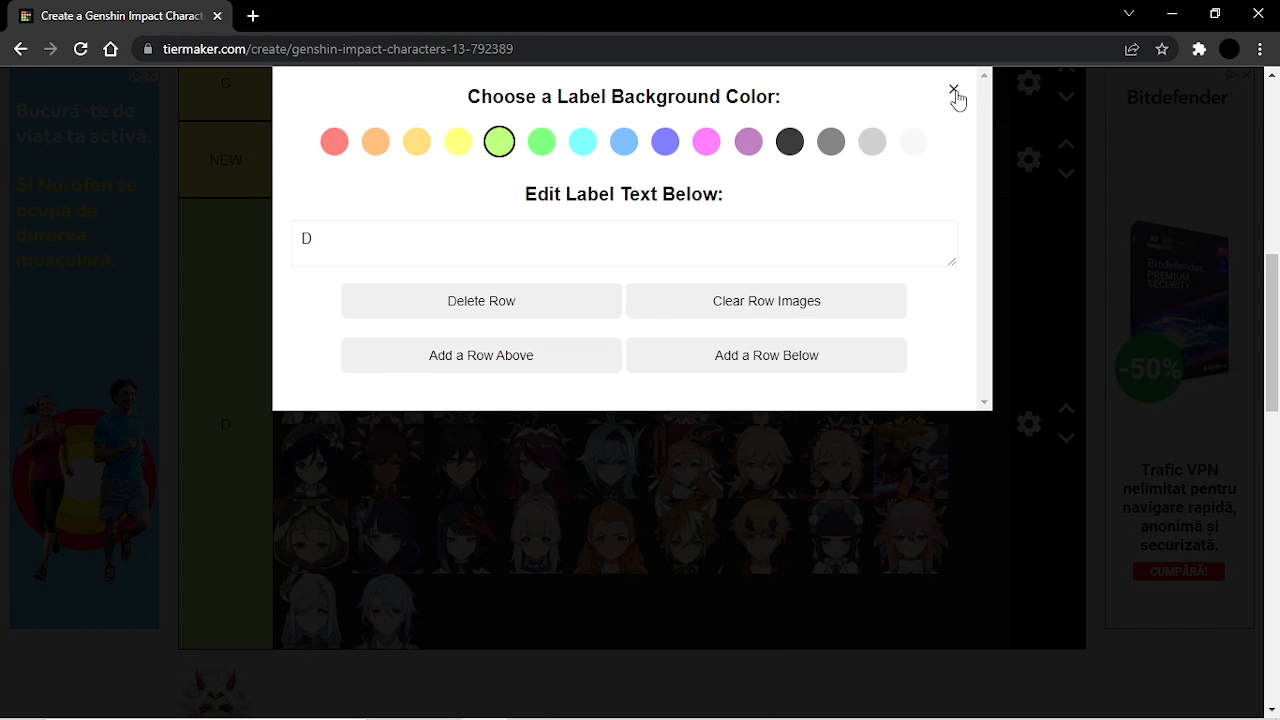 Create a Genshin Impact Charact
tiermaker.com/create/genshin-impact-characters-13-792389
Bucură-te de
viața ta activă.
Și Nurofen se
ocupă de
durerea
musculară.
C
NEW
D
Choose a Label Background Color:
Edit Label Text Below:
D
Delete Row
Clear Row Images
Add a Row Above
Add a Row Below
Bitdefender
Bitdefender
PREMIUM
SECURITY
-50%
Trafic VPN
nelimitat pentru
navigare rapidă,
anonimă și
securizată.
CUMPĂRĂ!